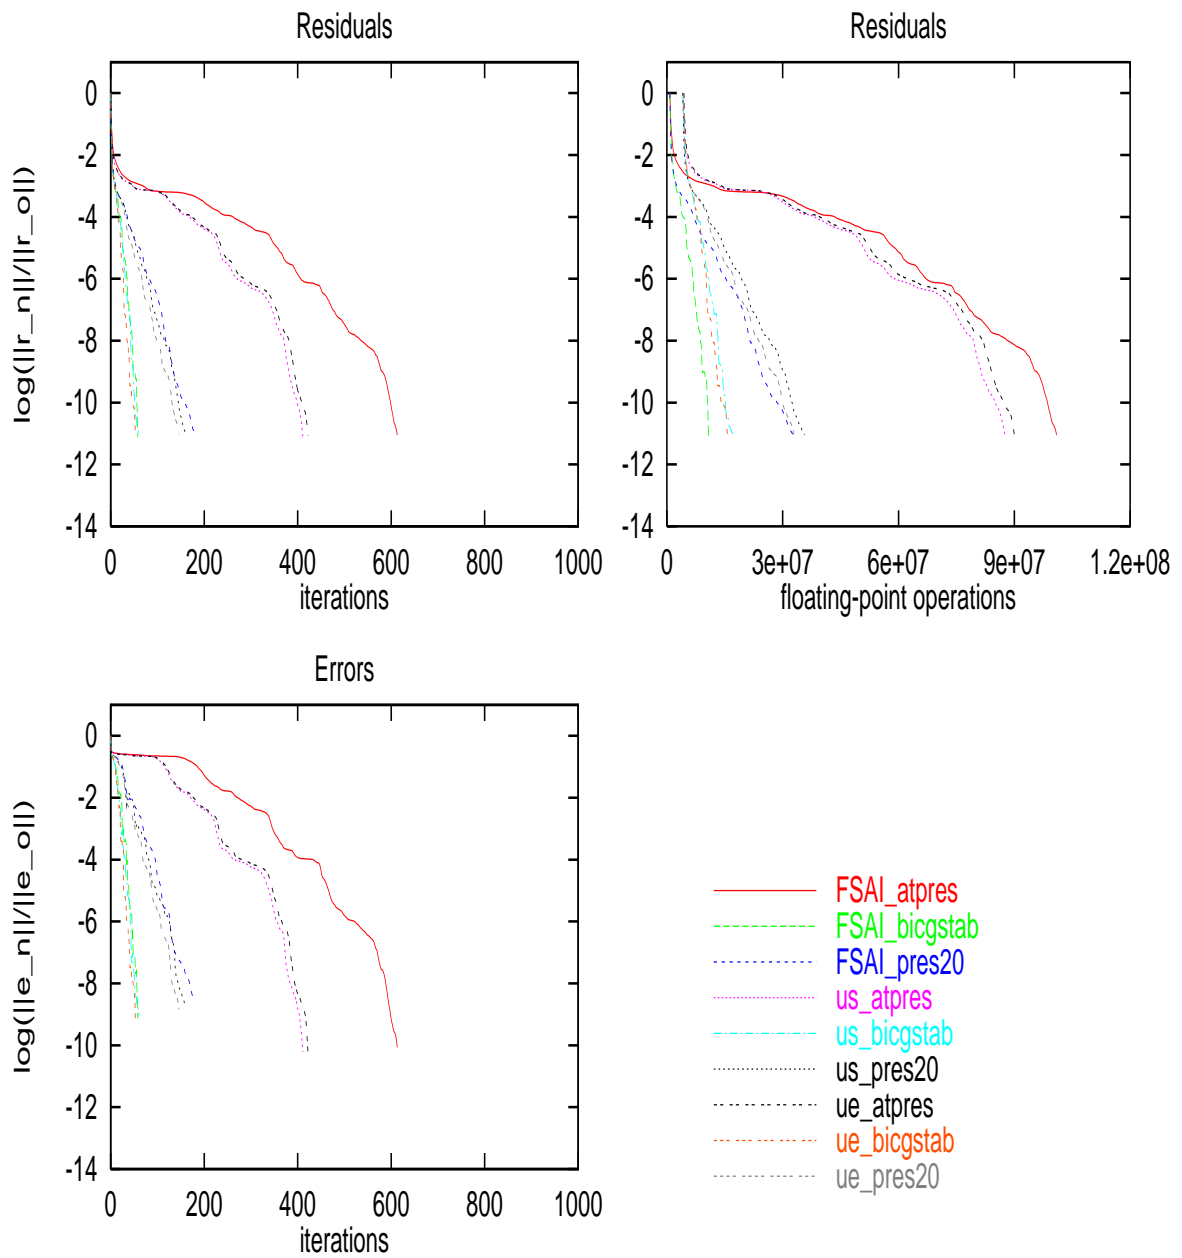 Residuals
log(||r_n||/||r_o||)
0
-2
-4
-6
-8
-10
-12
-14
0 200 400 600 800 1000
iterations
Residuals
0
-2
-4
-6
-8
-10
-12
-14
0 3e+07 6e+07 9e+07 1.2e+08
floating-point operations
Errors
log(||e_n||/||e_o||)
0
-2
-4
-6
-8
-10
-12
-14
0 200 400 600 800 1000
iterations
FSAI_atpres
FSAI_bicgstab
FSAI_pres20
us_atpres
us_bicgstab
us_pres20
ue_atpres
ue_bicgstab
ue_pres20